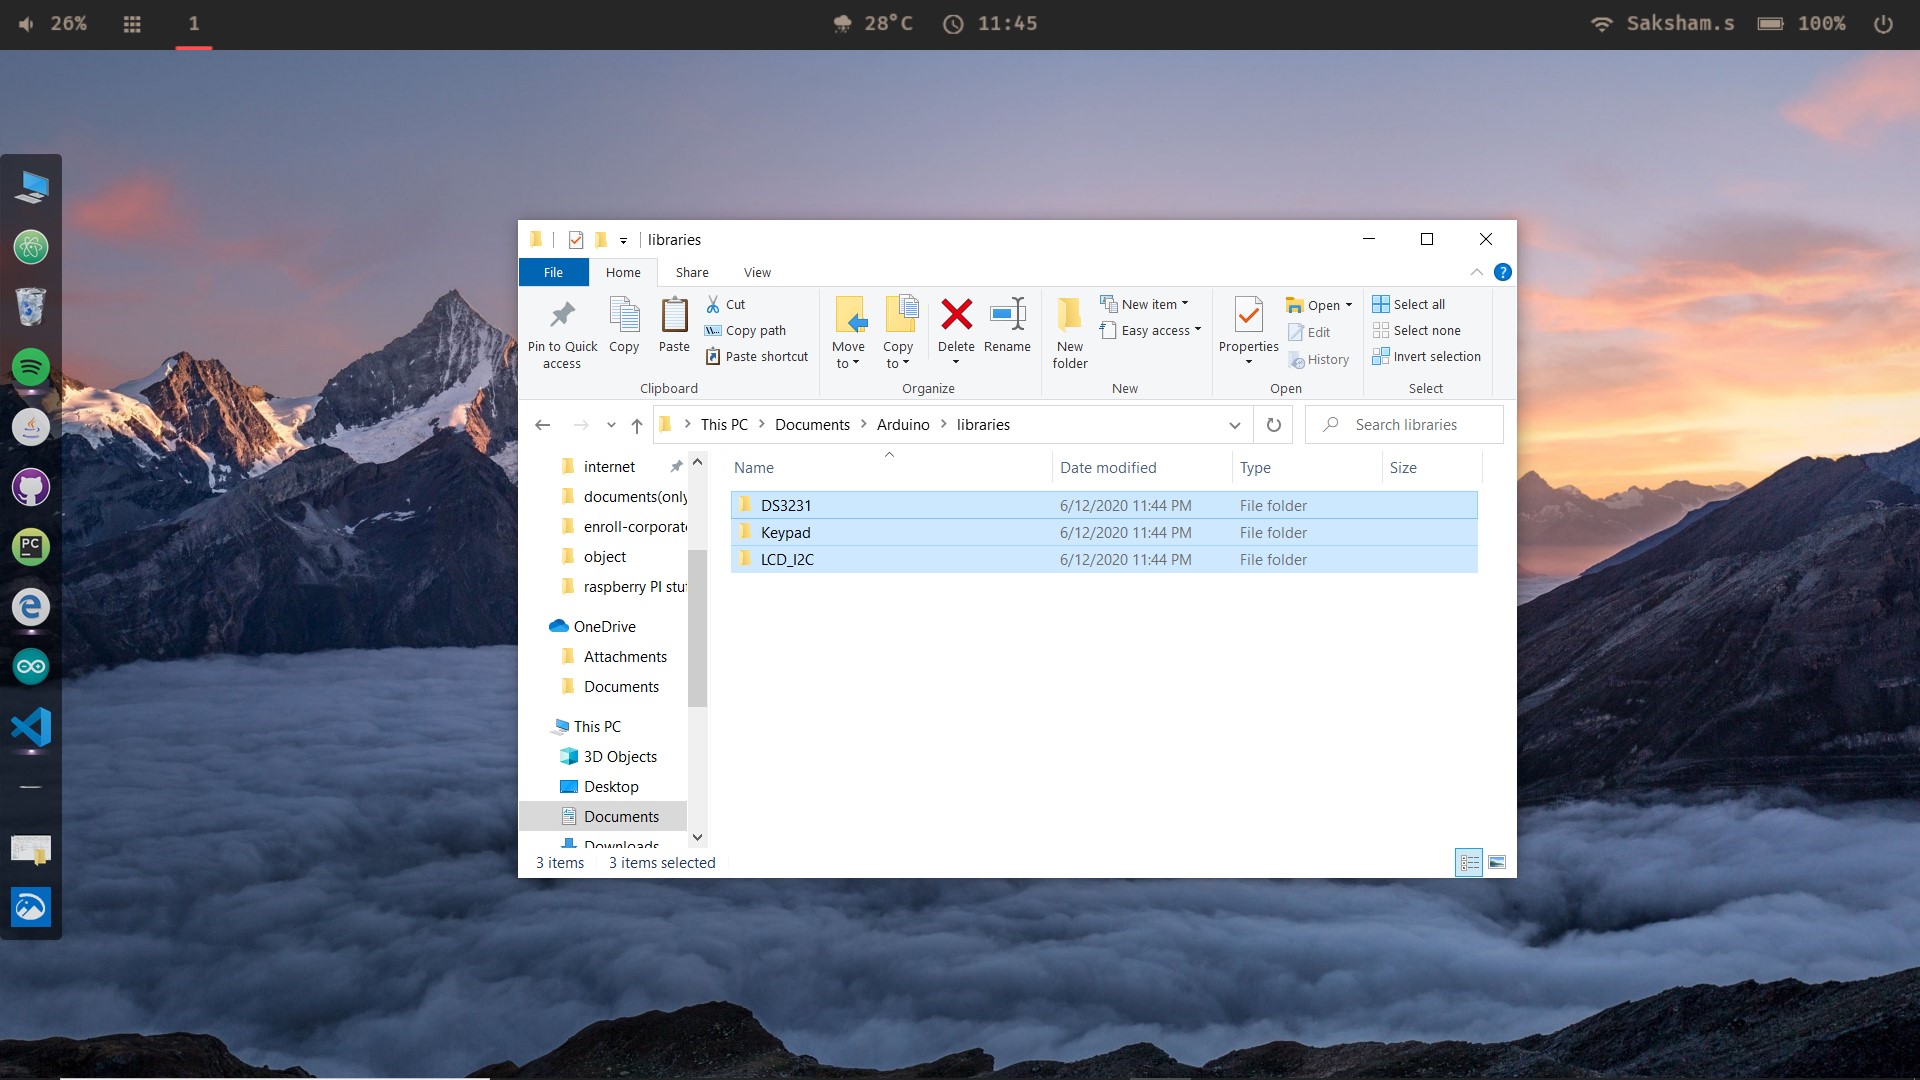 26%
1
28°C
11:45
Saksham.s
100%
libraries
File
Home
Share
View
Pin to Quick access
Copy
Paste
Cut
Copy path
Paste shortcut
Clipboard
Move to
Copy to
Delete
Rename
Organize
New folder
New item
Easy access
New
Properties
Open
Edit
History
Open
Select all
Select none
Invert selection
Select
This PC > Documents > Arduino > libraries
Search libraries
internet
documents(only
enroll-corporate
object
raspberry PI stu
OneDrive
Attachments
Documents
This PC
3D Objects
Desktop
Documents
Downloads
Name Date modified Type Size
DS3231 6/12/2020 11:44 PM File folder
Keypad 6/12/2020 11:44 PM File folder
LCD_I2C 6/12/2020 11:44 PM File folder
3 items 3 items selected
PC